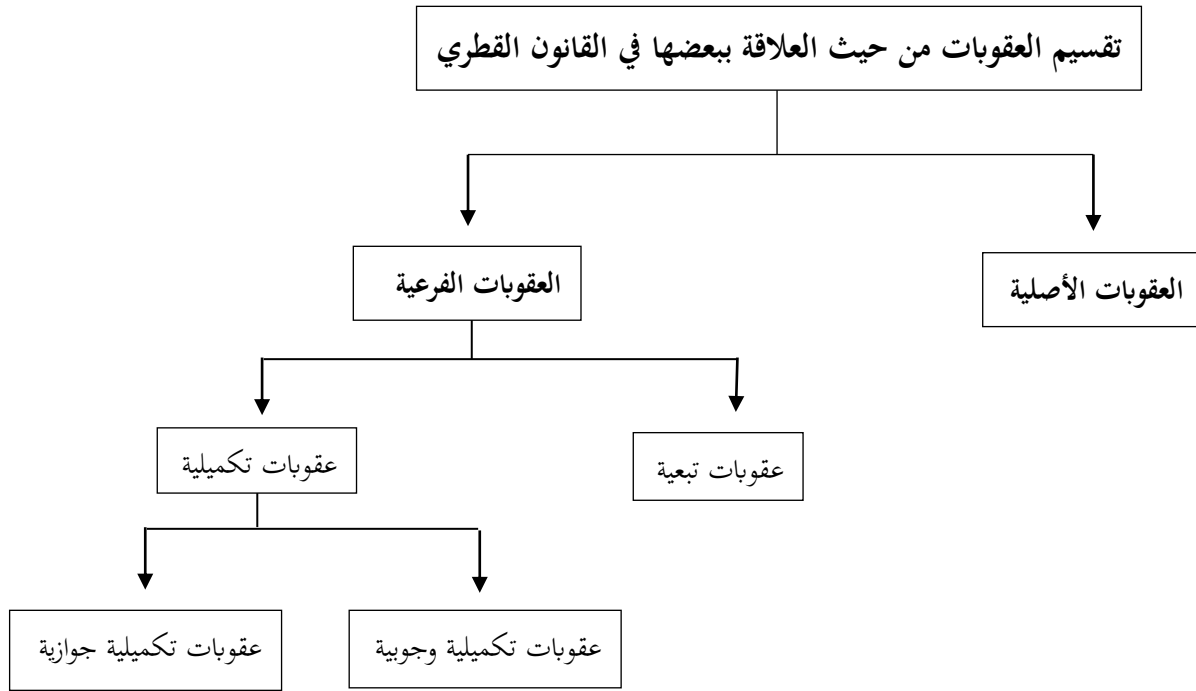 تقسيم العقوبات من حيث العلاقة ببعضها في القانون القطري
العقوبات الأصلية
العقوبات الفرعية
عقوبات تبعية
عقوبات تكميلية
عقوبات تكميلية وجوبية
عقوبات تكميلية جوازية